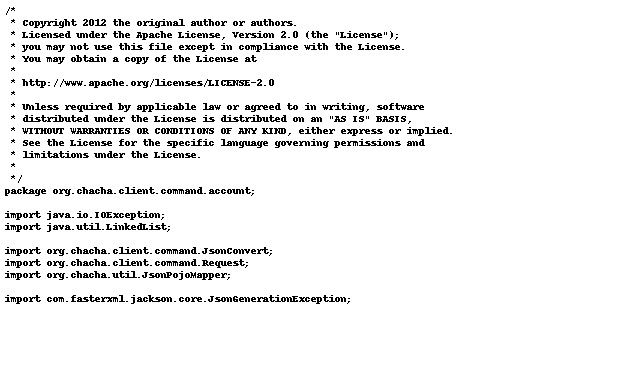 /*
 * Copyright 2012 the original author or authors.
 * Licensed under the Apache License, Version 2.0 (the "License");
 * you may not use this file except in compliance with the License.
 * You may obtain a copy of the License at
 *
 * http://www.apache.org/licenses/LICENSE-2.0
 *
 * Unless required by applicable law or agreed to in writing, software
 * distributed under the License is distributed on an "AS IS" BASIS,
 * WITHOUT WARRANTIES OR CONDITIONS OF ANY KIND, either express or implied.
 * See the License for the specific language governing permissions and
 * limitations under the License.
 *
 */
package org.chacha.client.command.account;

import java.io.IOException;
import java.util.LinkedList;

import org.chacha.client.command.JsonConvert;
import org.chacha.client.command.Request;
import org.chacha.util.JsonPojoMapper;

import com.fasterxml.jackson.core.JsonGenerationException;